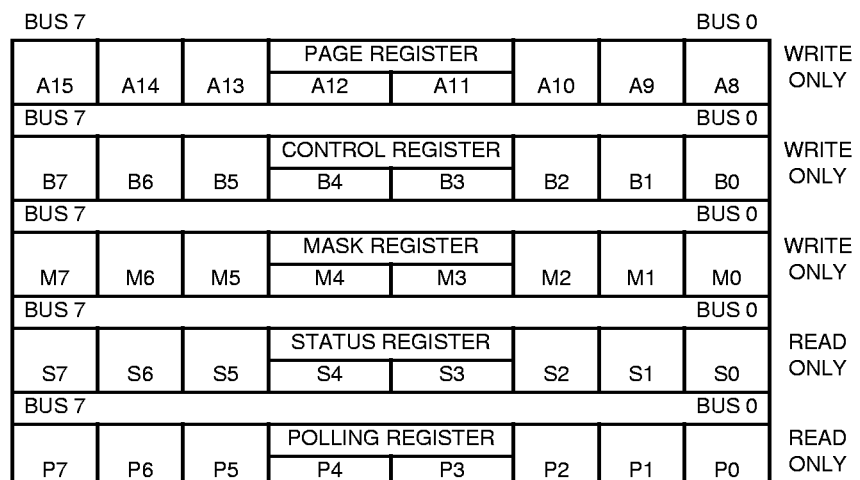 BUS 7 BUS 0
PAGE REGISTER WRITE
A15 A14 A13 A12 A11 A10 A9 A8 ONLY
BUS 7 BUS 0
CONTROL REGISTER WRITE
B7 B6 B5 B4 B3 B2 B1 B0 ONLY
BUS 7 BUS 0
MASK REGISTER WRITE
M7 M6 M5 M4 M3 M2 M1 M0 ONLY
BUS 7 BUS 0
STATUS REGISTER READ
S7 S6 S5 S4 S3 S2 S1 S0 ONLY
BUS 7 BUS 0
POLLING REGISTER READ
P7 P6 P5 P4 P3 P2 P1 P0 ONLY